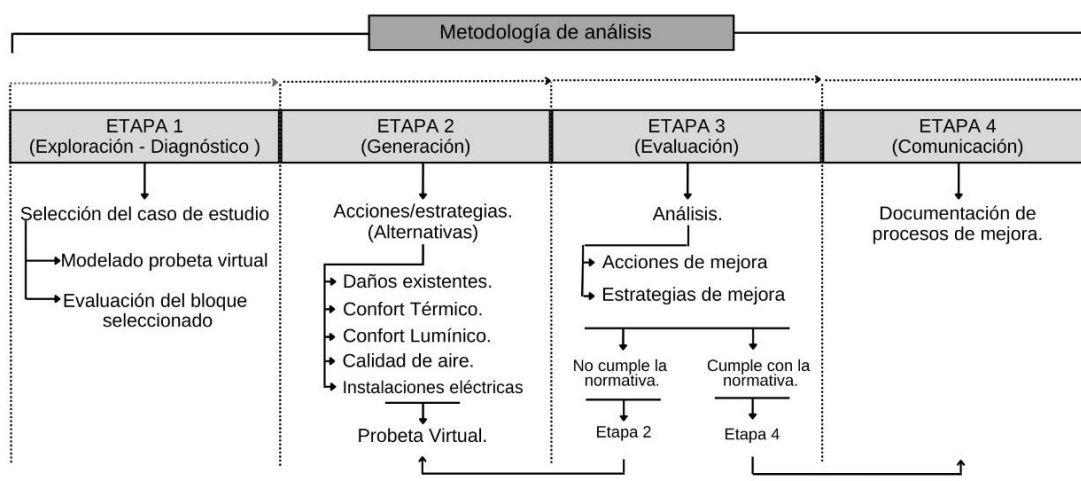 Metodología de análisis
ETAPA 1
(Exploración - Diagnóstico )
Selección del caso de estudio
Modelado probeta virtual
Evaluación del bloque
seleccionado
ETAPA 2
(Generación)
Acciones/estrategias.
(Alternativas)
Daños existentes.
Confort Térmico.
Confort Lumínico.
Calidad de aire.
Instalaciones eléctricas
Probeta Virtual.
ETAPA 3
(Evaluación)
Análisis.
Acciones de mejora
Estrategias de mejora
No cumple la
normativa.
Etapa 2
Cumple con la
normativa.
Etapa 4
ETAPA 4
(Comunicación)
Documentación de
procesos de mejora.